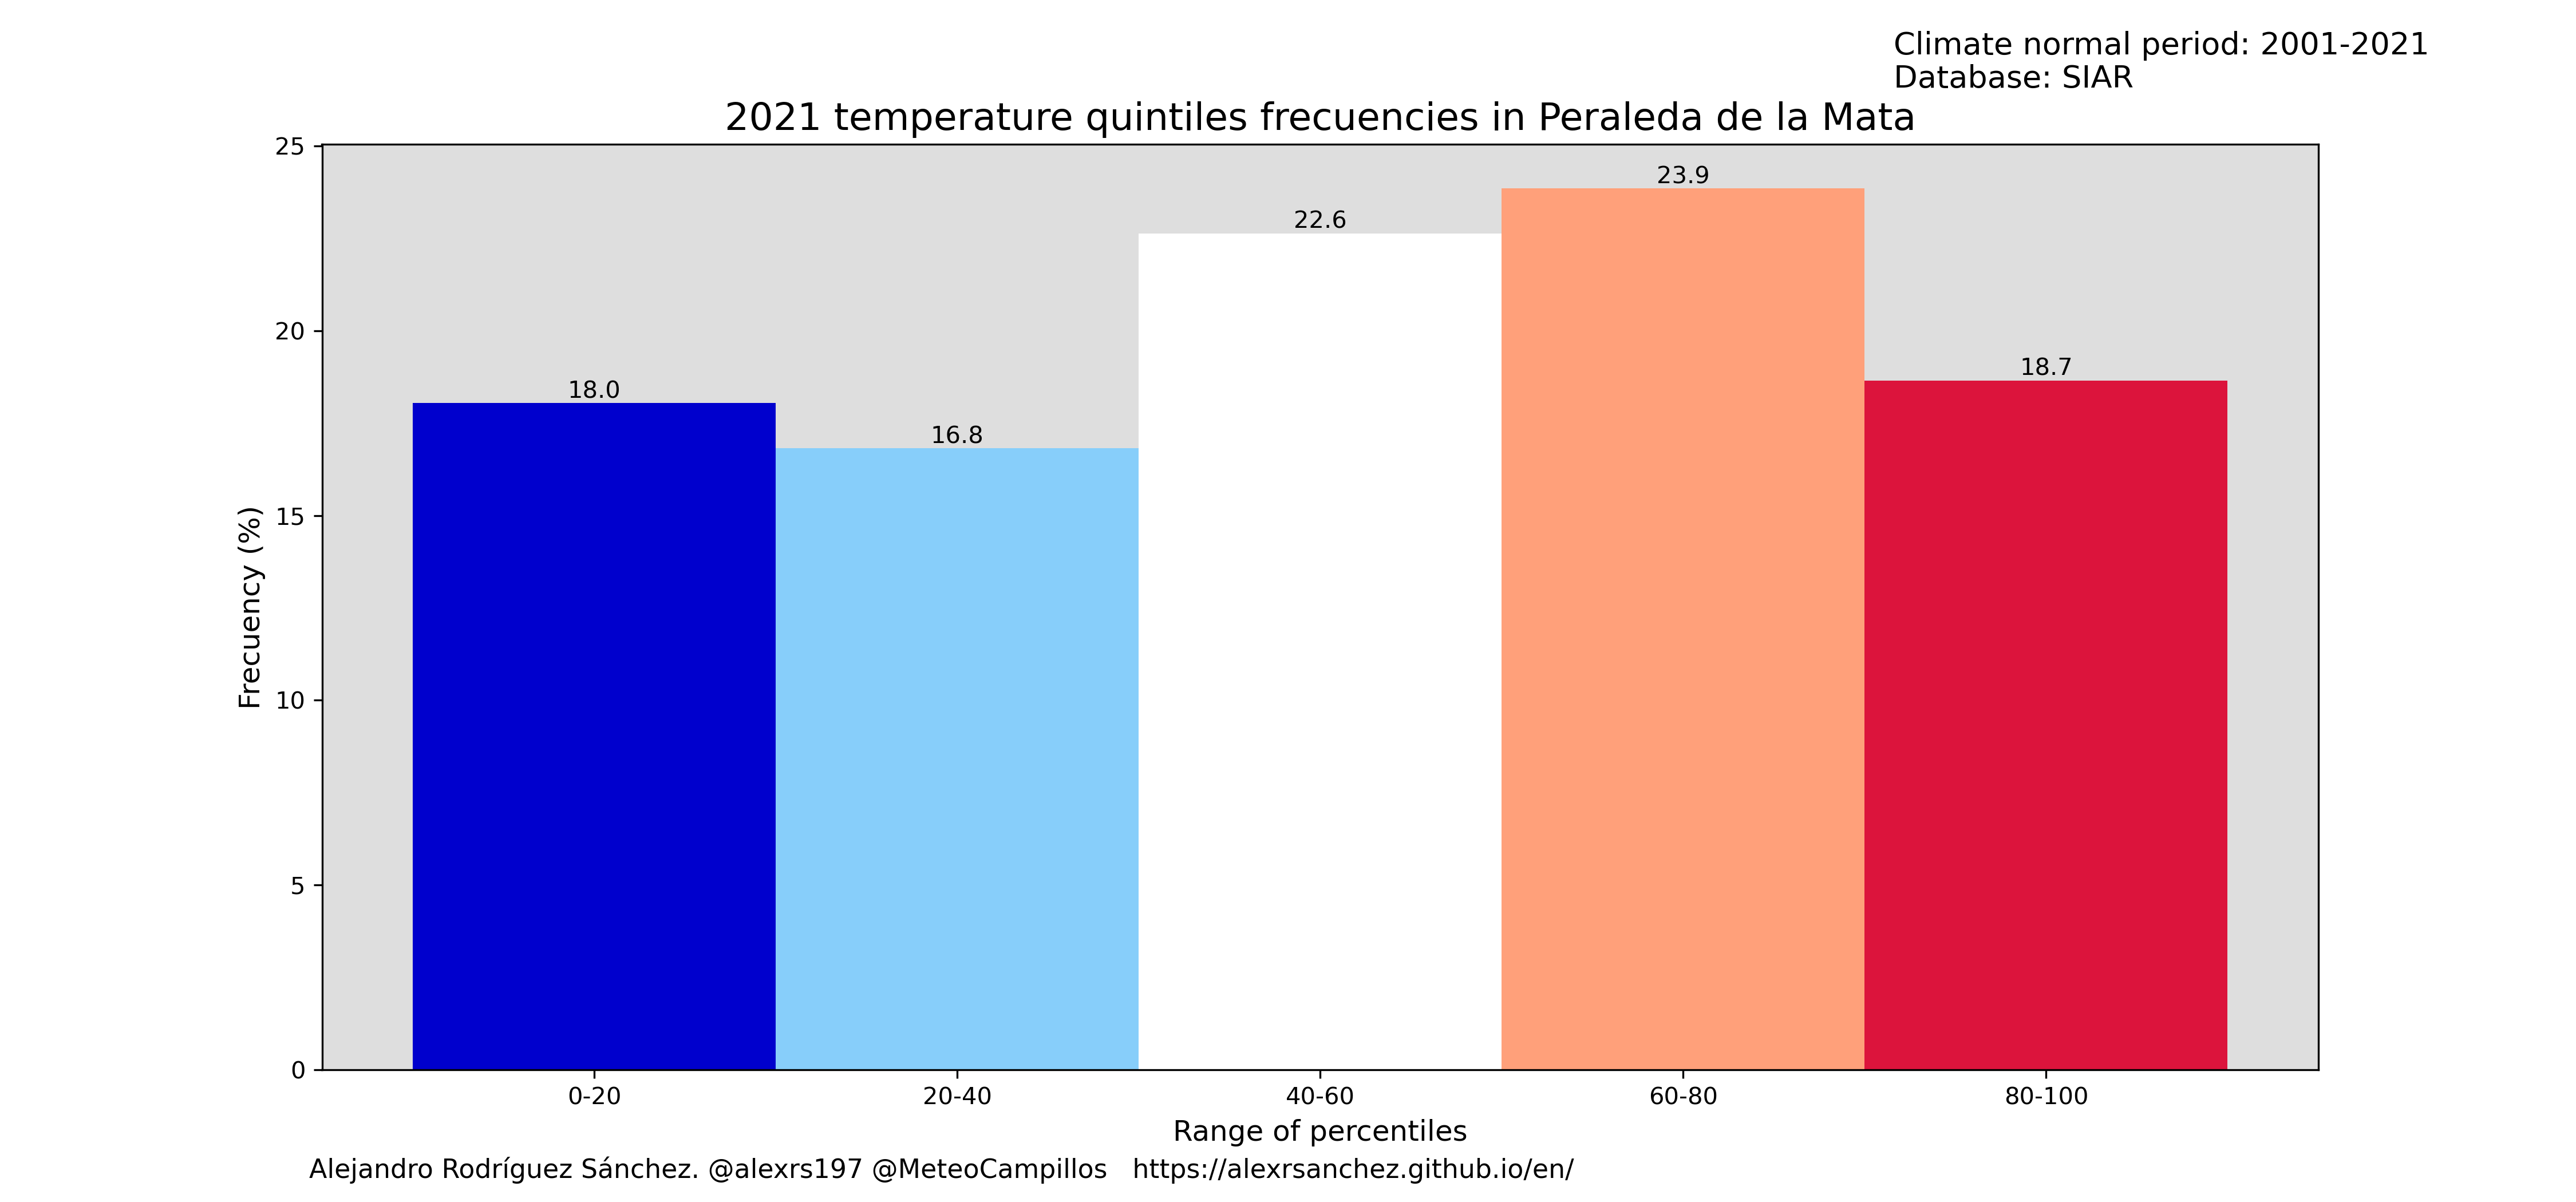 Climate normal period: 2001-2021
Database: SIAR
2021 temperature quintiles frecuencies in Peraleda de la Mata
25
20
15
10
5
0
Frecuency (%)
18.0
16.8
22.6
23.9
18.7
0-20
20-40
40-60
60-80
80-100
Range of percentiles
Alejandro Rodríguez Sánchez. @alexrs197 @MeteoCampillos https://alexrsanchez.github.io/en/